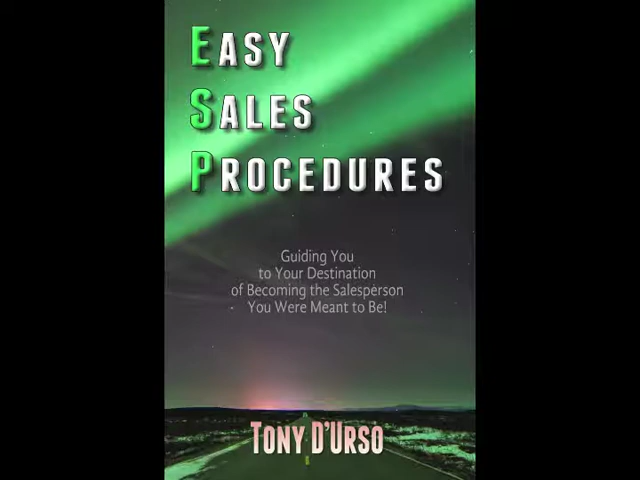 EASY
SALES
PROCEDURES
Guiding You
to Your Destination
of Becoming the Salesperson
You Were Meant to Be!
TONY D'URSO